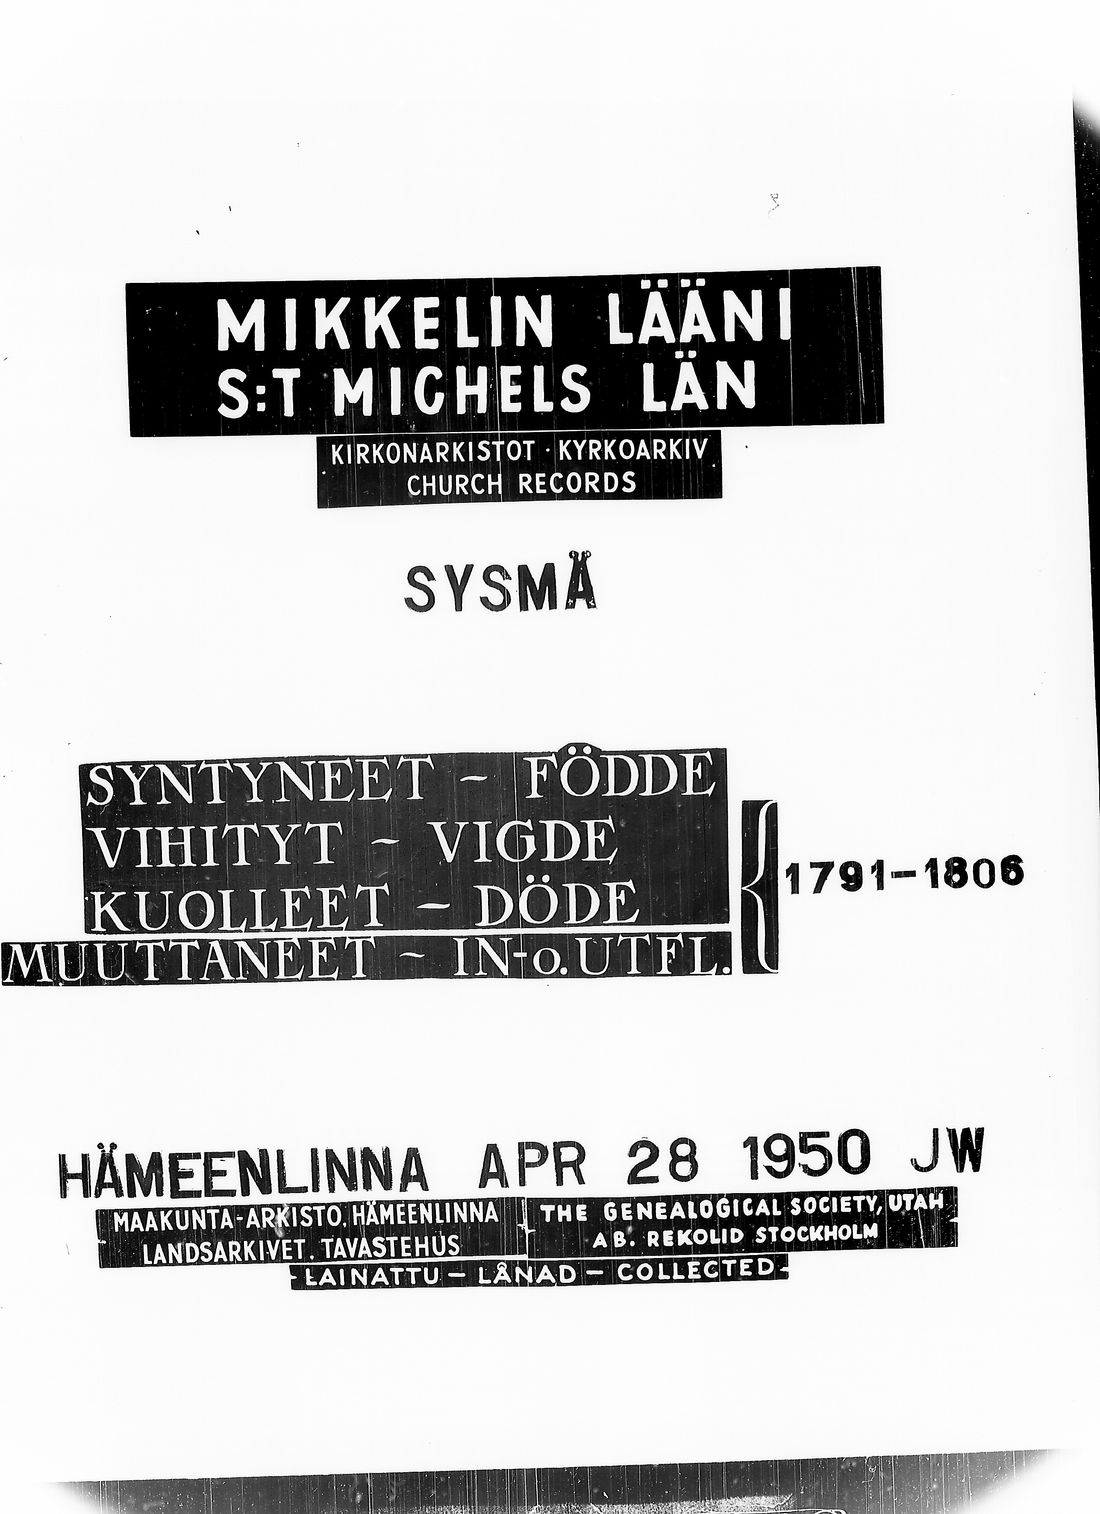 MIKKELIN LÄÄNI
S:T MICHELS LÄN
KIRKONARKISTOT · KYRKOARKIV
CHURCH RECORDS
SYSMÄ
SYNTYNEET - FÖDDE
VIHITYT - VIGDE
KUOLLEET - DÖDE
MUUTTANEET - IN- o. UTFL.
1791-1806
HÄMEENLINNA APR 28 1950 JW
MAAKUNTA-ARKISTO, HÄMEENLINNA
LANDSARKIVET, TAVASTEHUS
THE GENEALOGICAL SOCIETY, UTAH
AB. REKOLID STOCKHOLM
LAINATTU - LÅNAD - COLLECTED